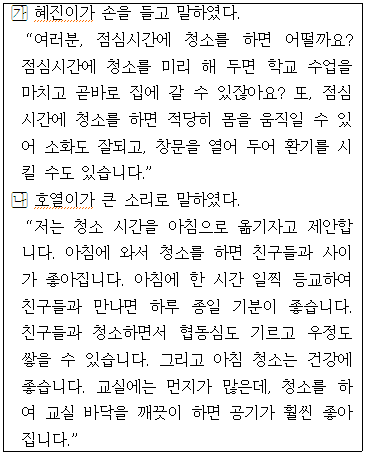 가 혜진이가 손을 들고 말하였다.
“여러분, 점심시간에 청소를 하면 어떨까요?
점심시간에 청소를 미리 해 두면 학교 수업을
마치고 곧바로 집에 갈 수 있잖아요? 또, 점심
시간에 청소를 하면 적당히 몸을 움직일 수 있
어 소화도 잘되고, 창문을 열어 두어 환기를 시
킬 수도 있습니다.”
나 호열이가 큰 소리로 말하였다.
“저는 청소 시간을 아침으로 옮기자고 제안합
니다. 아침에 와서 청소를 하면 친구들과 사이
가 좋아집니다. 아침에 한 시간 일찍 등교하여
친구들과 만나면 하루 종일 기분이 좋습니다.
친구들과 청소하면서 협동심도 기르고 우정도
쌓을 수 있습니다. 그리고 아침 청소는 건강에
좋습니다. 교실에는 먼지가 많은데, 청소를 하
여 교실 바닥을 깨끗이 하면 공기가 훨씬 좋아
집니다.”